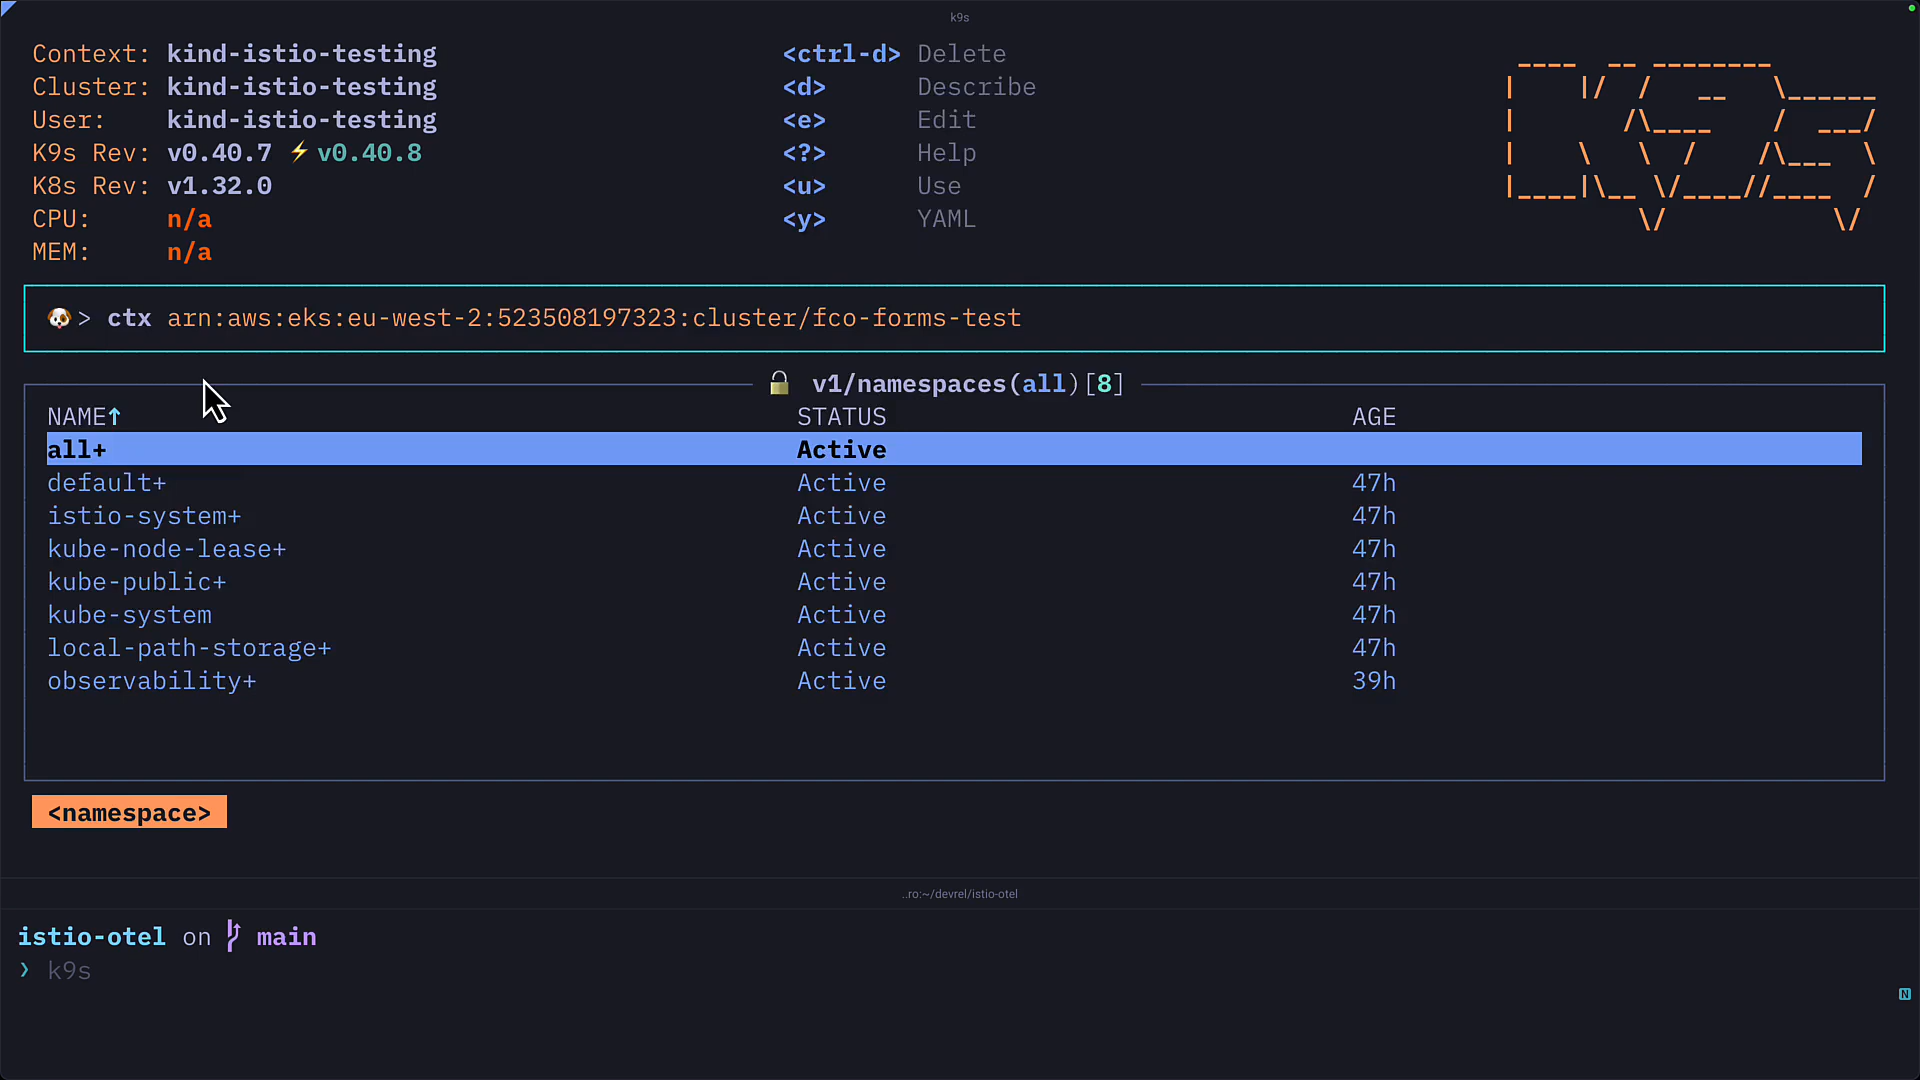 k9s
Context: kind-istio-testing
Cluster: kind-istio-testing
User: kind-istio-testing
K9s Rev: v0.40.7 ⚡v0.40.8
K8s Rev: v1.32.0
CPU: n/a
MEM: n/a
<ctrl-d> Delete
<d> Describe
<e> Edit
<?> Help
<u> Use
<y> YAML
🐶> ctx arn:aws:eks:eu-west-2:523508197323:cluster/fco-forms-test
🔓 v1/namespaces(all)[8]
NAME↑ STATUS AGE
all+ Active
default+ Active 47h
istio-system+ Active 47h
kube-node-lease+ Active 47h
kube-public+ Active 47h
kube-system Active 47h
local-path-storage+ Active 47h
observability+ Active 39h
<namespace>
..ro:~/devrel/istio-otel
istio-otel on main
❯ k9s
N